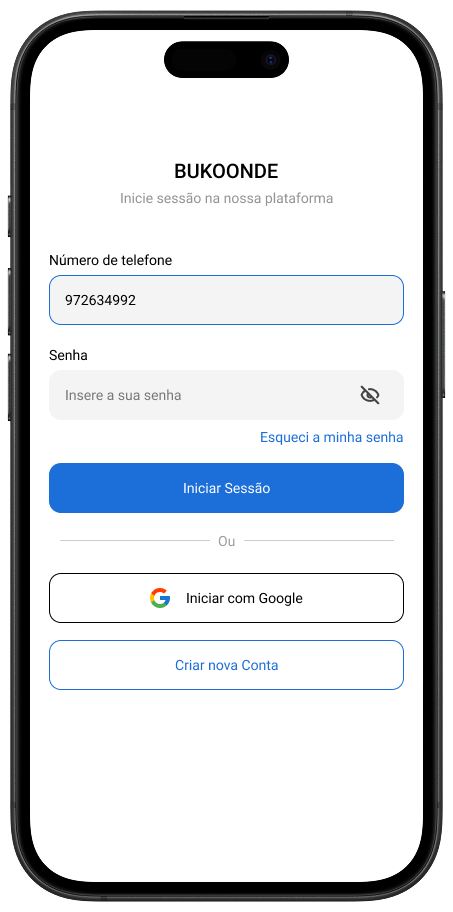 BUKOONDE
Inicie sessão na nossa plataforma
Número de telefone
972634992
Senha
Insere a sua senha
Esqueci a minha senha
Iniciar Sessão
Ou
Iniciar com Google
Criar nova Conta